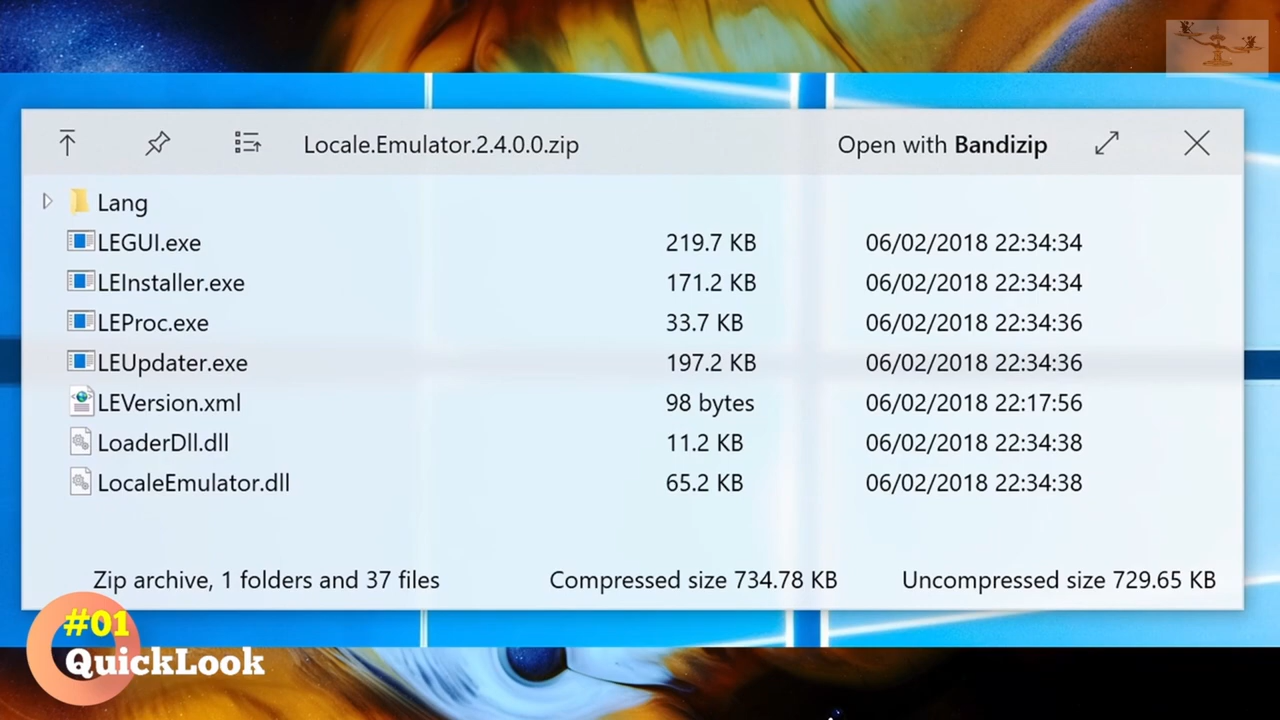 Locale.Emulator.2.4.0.0.zip Open with Bandizip
Lang
LEGUI.exe 219.7 KB 06/02/2018 22:34:34
LEInstaller.exe 171.2 KB 06/02/2018 22:34:34
LEProc.exe 33.7 KB 06/02/2018 22:34:36
LEUpdater.exe 197.2 KB 06/02/2018 22:34:36
LEVersion.xml 98 bytes 06/02/2018 22:17:56
LoaderDll.dll 11.2 KB 06/02/2018 22:34:38
LocaleEmulator.dll 65.2 KB 06/02/2018 22:34:38
Zip archive, 1 folders and 37 files Compressed size 734.78 KB Uncompressed size 729.65 KB
#01
QuickLook